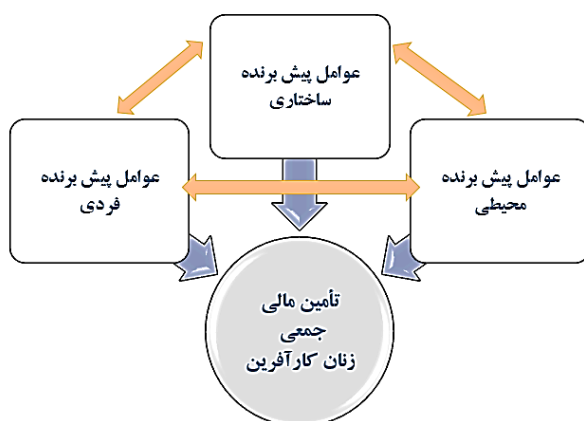 عوامل پیش برنده
ساختاری
عوامل پیش برنده
محیطی
عوامل پیش برنده
فردی
تأمین مالی
جمعی
زنان کارآفرین